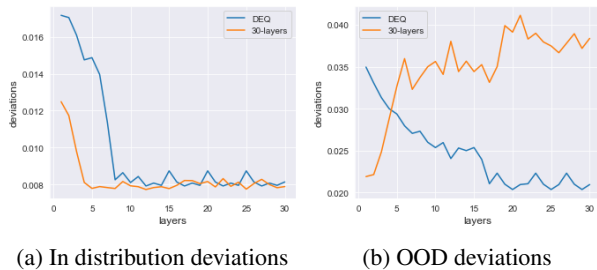 DEQ
30-layers
0.016
0.014
0.012
0.010
0.008
deviations
0 5 10 15 20 25 30
layers
(a) In distribution deviations
DEQ
30-layers
0.040
0.035
0.030
0.025
0.020
deviations
0 5 10 15 20 25 30
layers
(b) OOD deviations